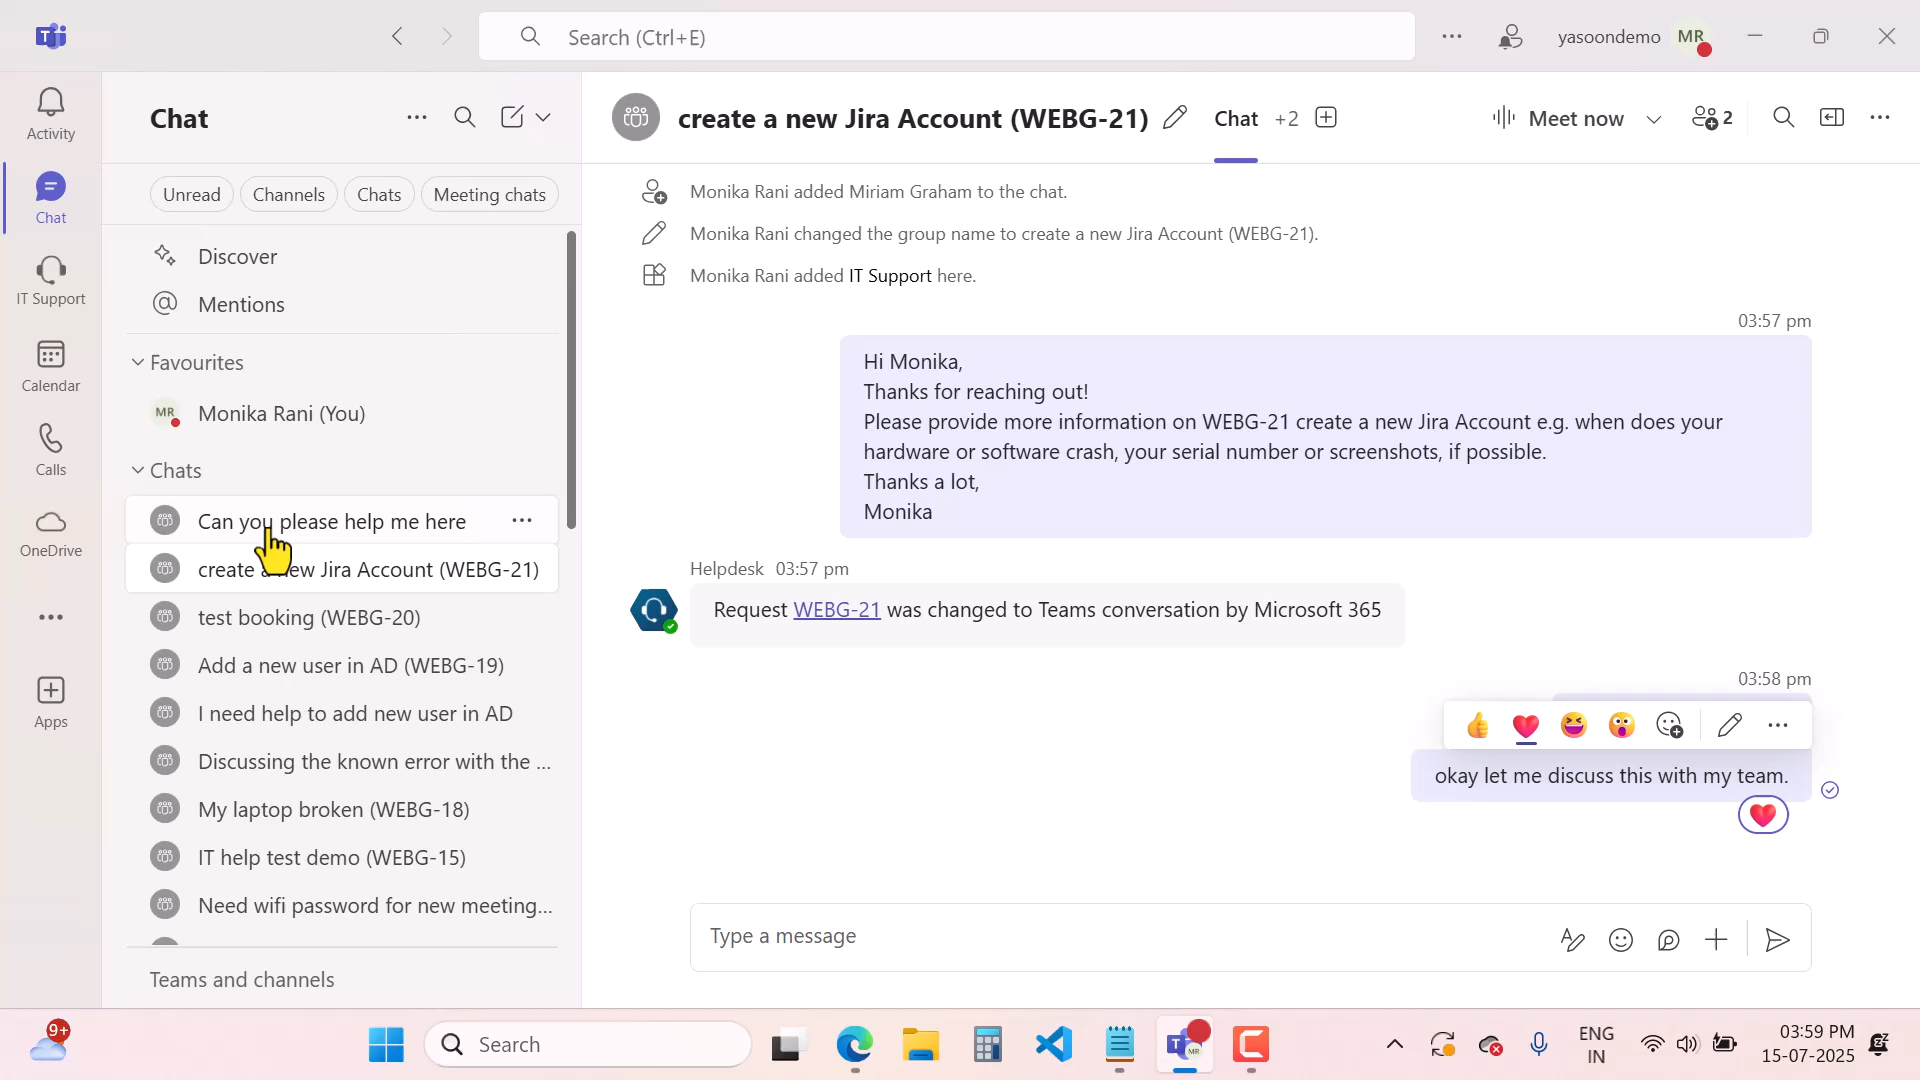 Search (Ctrl+E)
yasoondemo
MR
Activity
Chat
IT Support
Calendar
Calls
OneDrive
Apps
Chat
Unread
Channels
Chats
Meeting chats
Discover
Mentions
Favourites
MR
Monika Rani (You)
Chats
Can you please help me here
create a new Jira Account (WEBG-21)
test booking (WEBG-20)
Add a new user in AD (WEBG-19)
I need help to add new user in AD
Discussing the known error with the ...
My laptop broken (WEBG-18)
IT help test demo (WEBG-15)
Need wifi password for new meeting...
Teams and channels
create a new Jira Account (WEBG-21)
Chat
+2
Meet now
2
Monika Rani added Miriam Graham to the chat.
Monika Rani changed the group name to create a new Jira Account (WEBG-21).
Monika Rani added IT Support here.
03:57 pm
Hi Monika,
Thanks for reaching out!
Please provide more information on WEBG-21 create a new Jira Account e.g. when does your
hardware or software crash, your serial number or screenshots, if possible.
Thanks a lot,
Monika
Helpdesk 03:57 pm
Request WEBG-21 was changed to Teams conversation by Microsoft 365
03:58 pm
okay let me discuss this with my team.
Type a message
9+
Search
T
MR
ENG
IN
03:59 PM
15-07-2025